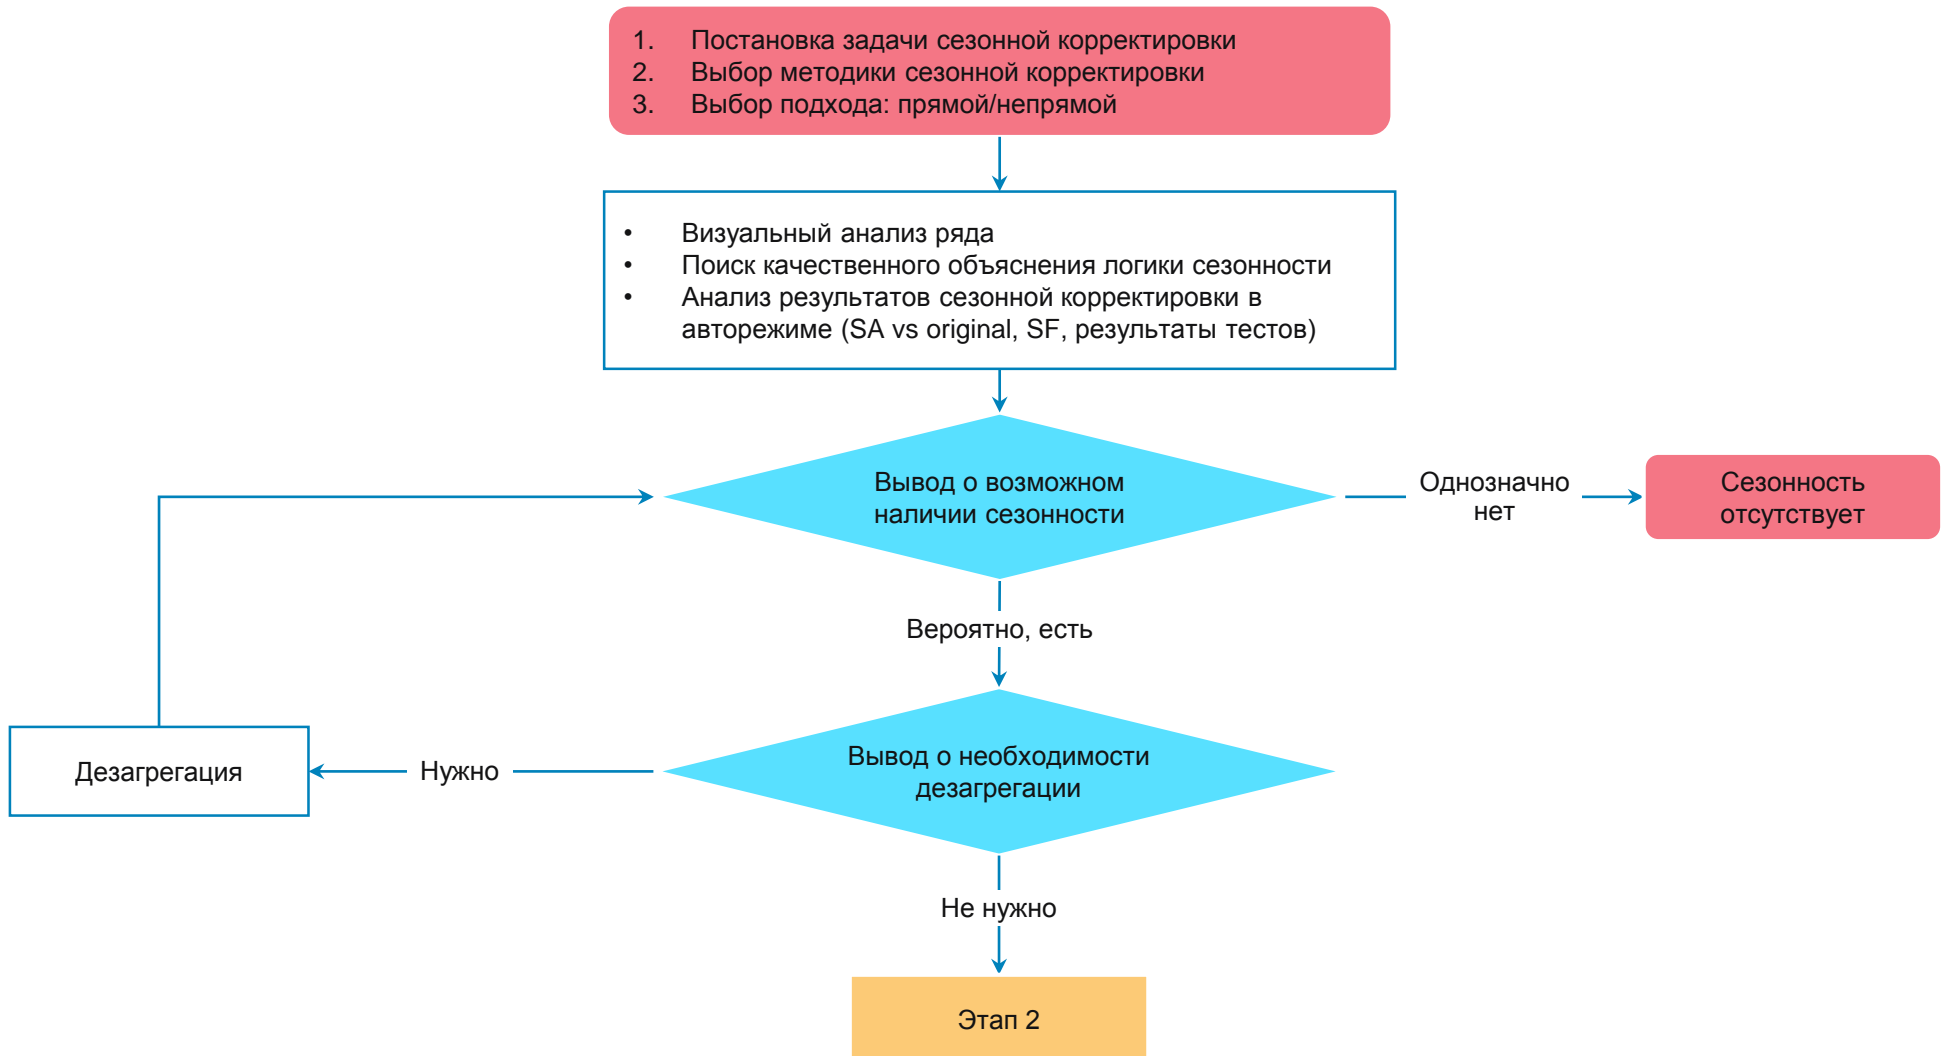 1. Постановка задачи сезонной корректировки
2. Выбор методики сезонной корректировки
3. Выбор подхода: прямой/непрямой
• Визуальный анализ ряда
• Поиск качественного объяснения логики сезонности
• Анализ результатов сезонной корректировки в
авторежиме (SA vs original, SF, результаты тестов)
Вывод о возможном
наличии сезонности
Однозначно
нет
Сезонность
отсутствует
Вероятно, есть
Вывод о необходимости
дезагрегации
Нужно
Дезагрегация
Не нужно
Этап 2